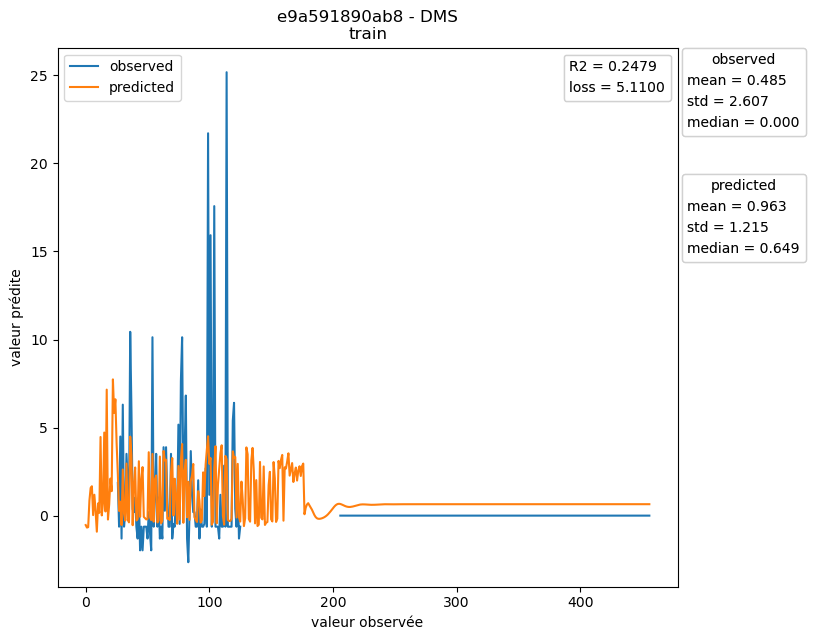 e9a591890ab8 - DMS
train
observed
predicted
R2 = 0.2479
loss = 5.1100
observed
mean = 0.485
std = 2.607
median = 0.000
predicted
mean = 0.963
std = 1.215
median = 0.649
25
20
15
10
5
0
valeur prédite
0 100 200 300 400
valeur observée